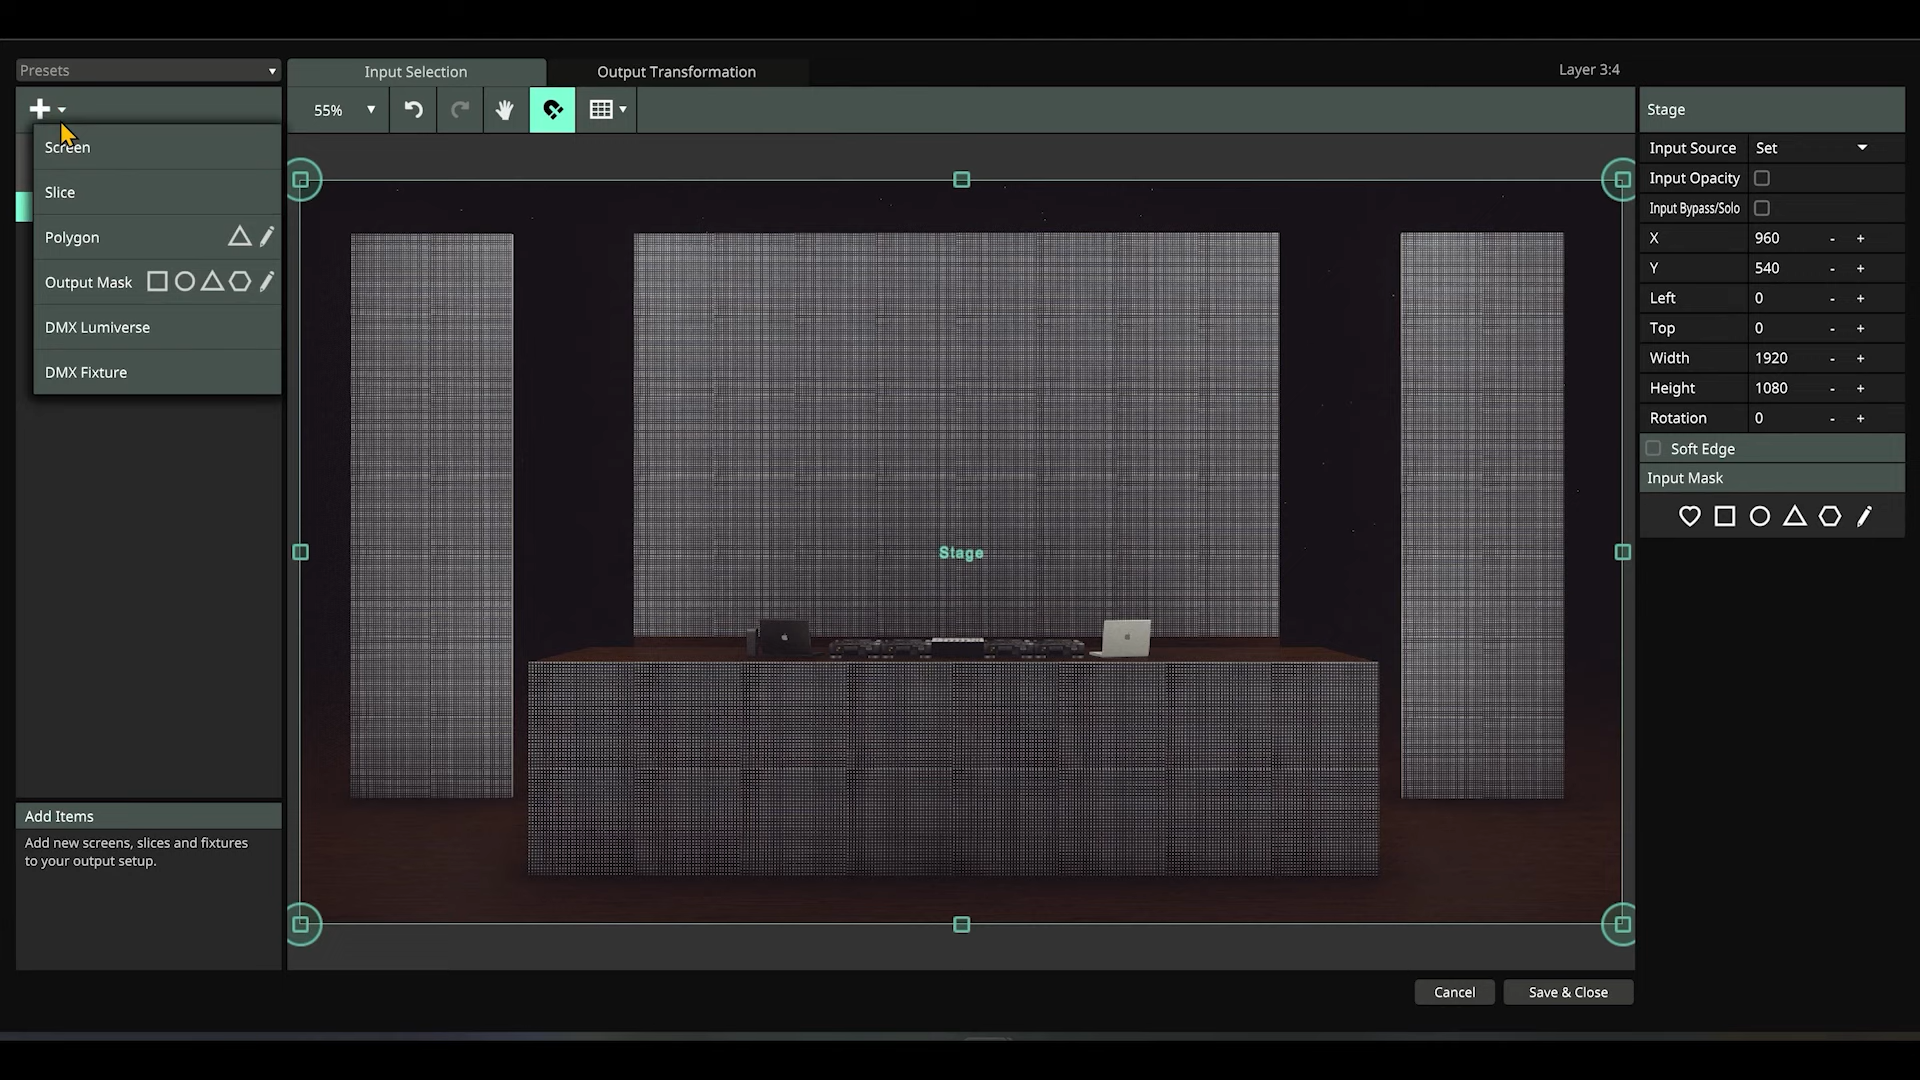 Presets
Input Selection
Output Transformation
Layer 3:4
55%
Stage
Screen
Slice
Polygon
Output Mask
DMX Lumiverse
DMX Fixture
Input Source Set
Input Opacity
Input Bypass/Solo
X 960 - +
Y 540 - +
Left 0 - +
Top 0 - +
Width 1920 - +
Height 1080 - +
Rotation 0 - +
Soft Edge
Input Mask
Stage
Add Items
Add new screens, slices and fixtures
to your output setup.
Cancel
Save & Close